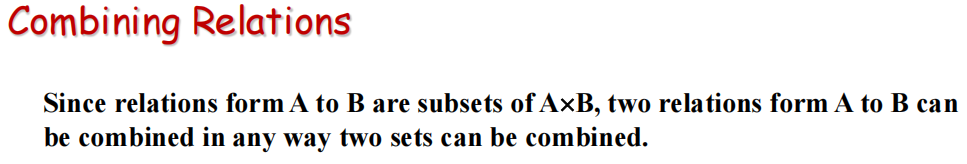 Combining Relations
Since relations form A to B are subsets of A×B, two relations form A to B can
be combined in any way two sets can be combined.